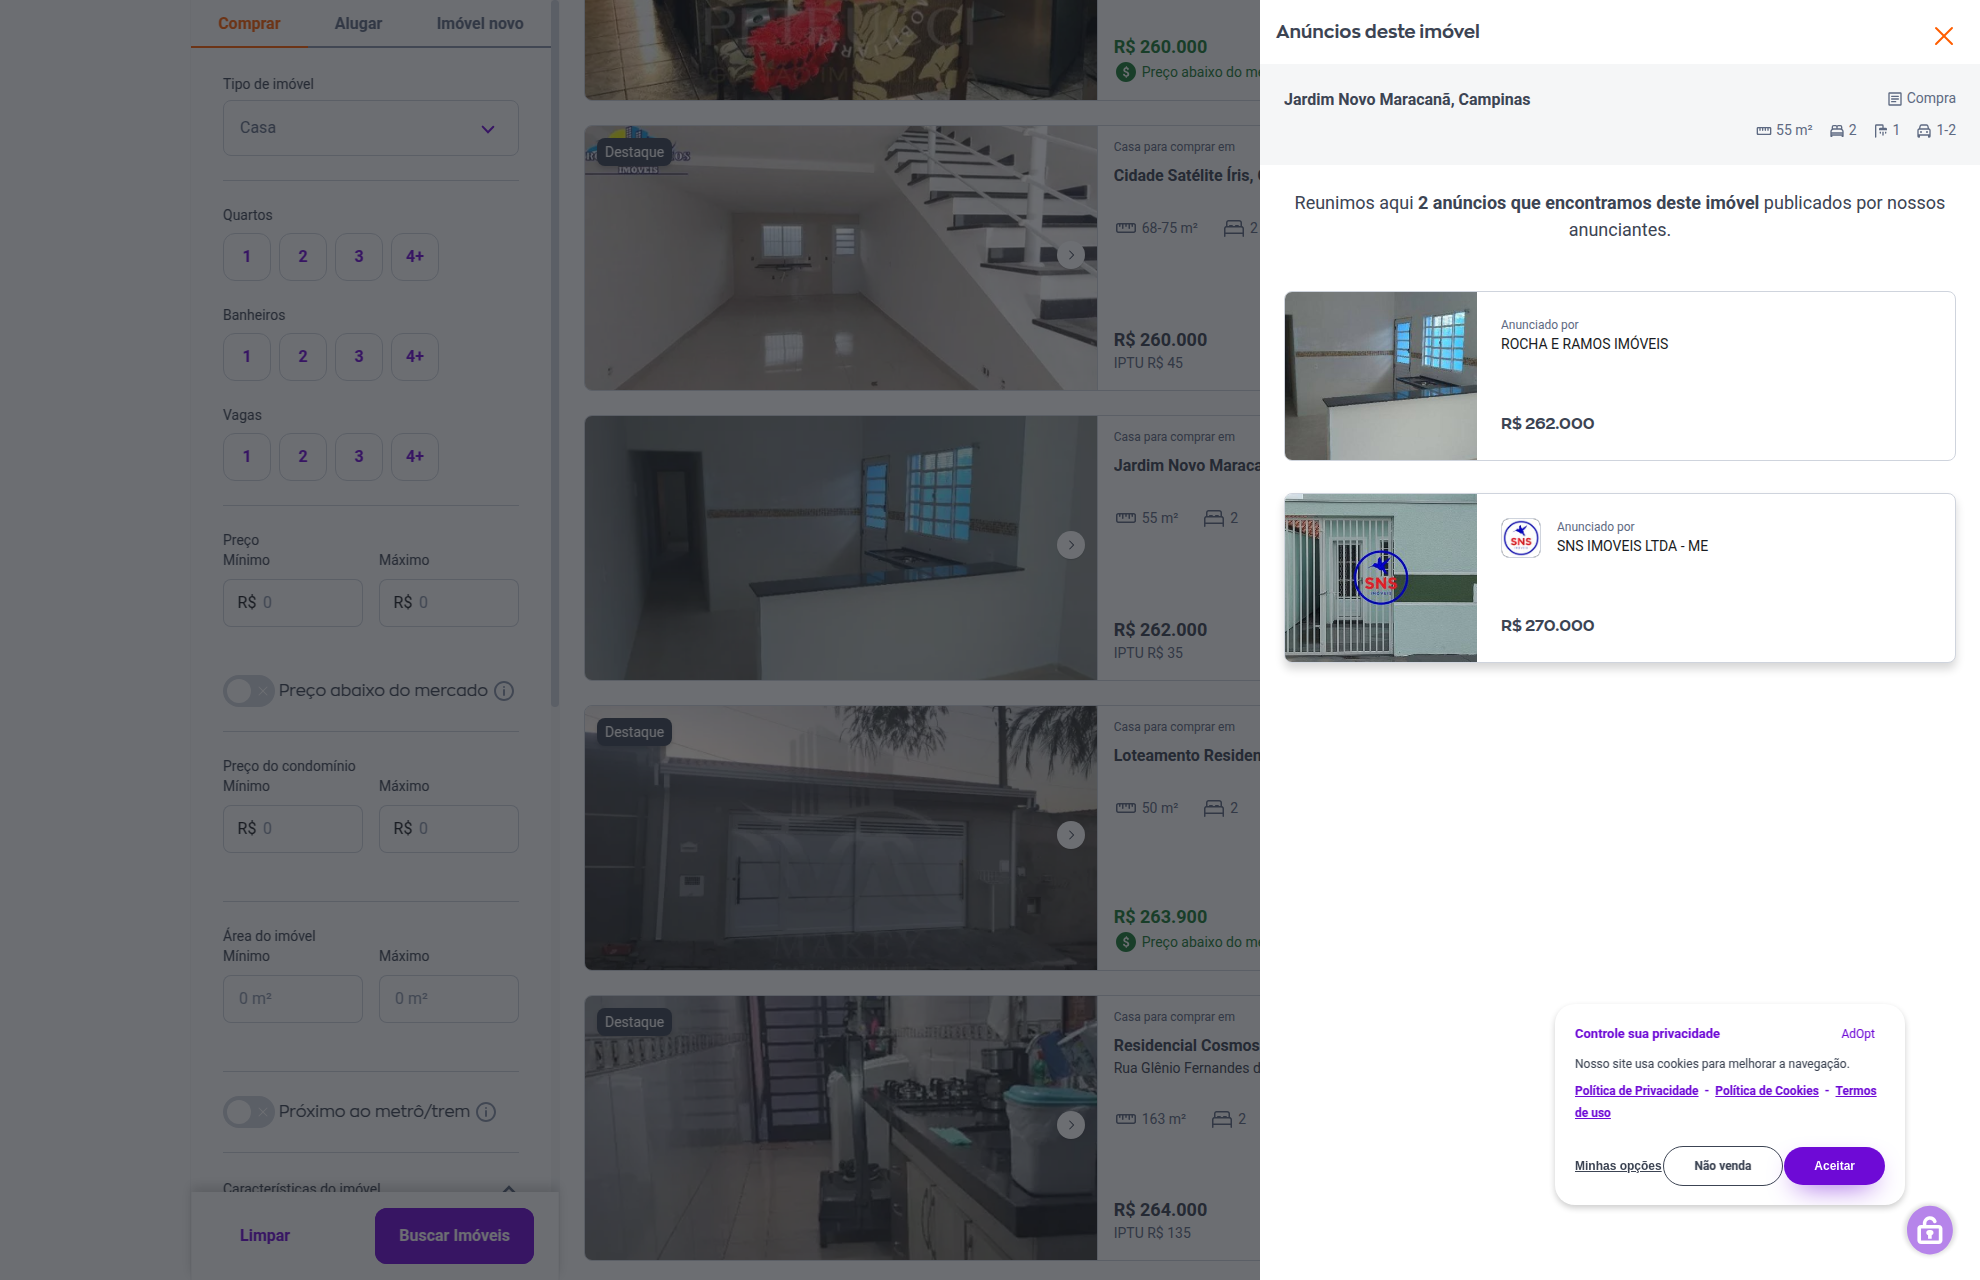 Comprar
Alugar
Imóvel novo
Tipo de imóvel
Casa
Quartos
1
2
3
4+
Banheiros
1
2
3
4+
Vagas
1
2
3
4+
Preço
Mínimo
Máximo
R$ 0
R$ 0
Preço abaixo do mercado
Preço do condomínio
Mínimo
Máximo
R$ 0
R$ 0
Área do imóvel
Mínimo
Máximo
0 m²
0 m²
Próximo ao metrô/trem
Características do imóvel
Limpar
Buscar Imóveis
R$ 260.000
Preço abaixo do me
Destaque
IMÓVEIS
Casa para comprar em
Cidade Satélite Íris,
68-75 m²
2
R$ 260.000
IPTU R$ 45
Casa para comprar em
Jardim Novo Maraca
55 m²
2
R$ 262.000
IPTU R$ 35
Destaque
Casa para comprar em
Loteamento Residen
50 m²
2
R$ 263.900
Preço abaixo do me
Destaque
Casa para comprar em
Residencial Cosmos
Rua Glênio Fernandes d
163 m²
2
R$ 264.000
IPTU R$ 135
Anúncios deste imóvel
Jardim Novo Maracanã, Campinas
Compra
55 m²
2
1
1-2
Reunimos aqui 2 anúncios que encontramos deste imóvel publicados por nossos
anunciantes.
Anunciado por
ROCHA E RAMOS IMÓVEIS
R$ 262.000
SNS
IMÓVEIS
SNS
Anunciado por
SNS IMOVEIS LTDA - ME
R$ 270.000
Controle sua privacidade
AdOpt
Nosso site usa cookies para melhorar a navegação.
Política de Privacidade - Política de Cookies - Termos
de uso
Minhas opções
Não venda
Aceitar